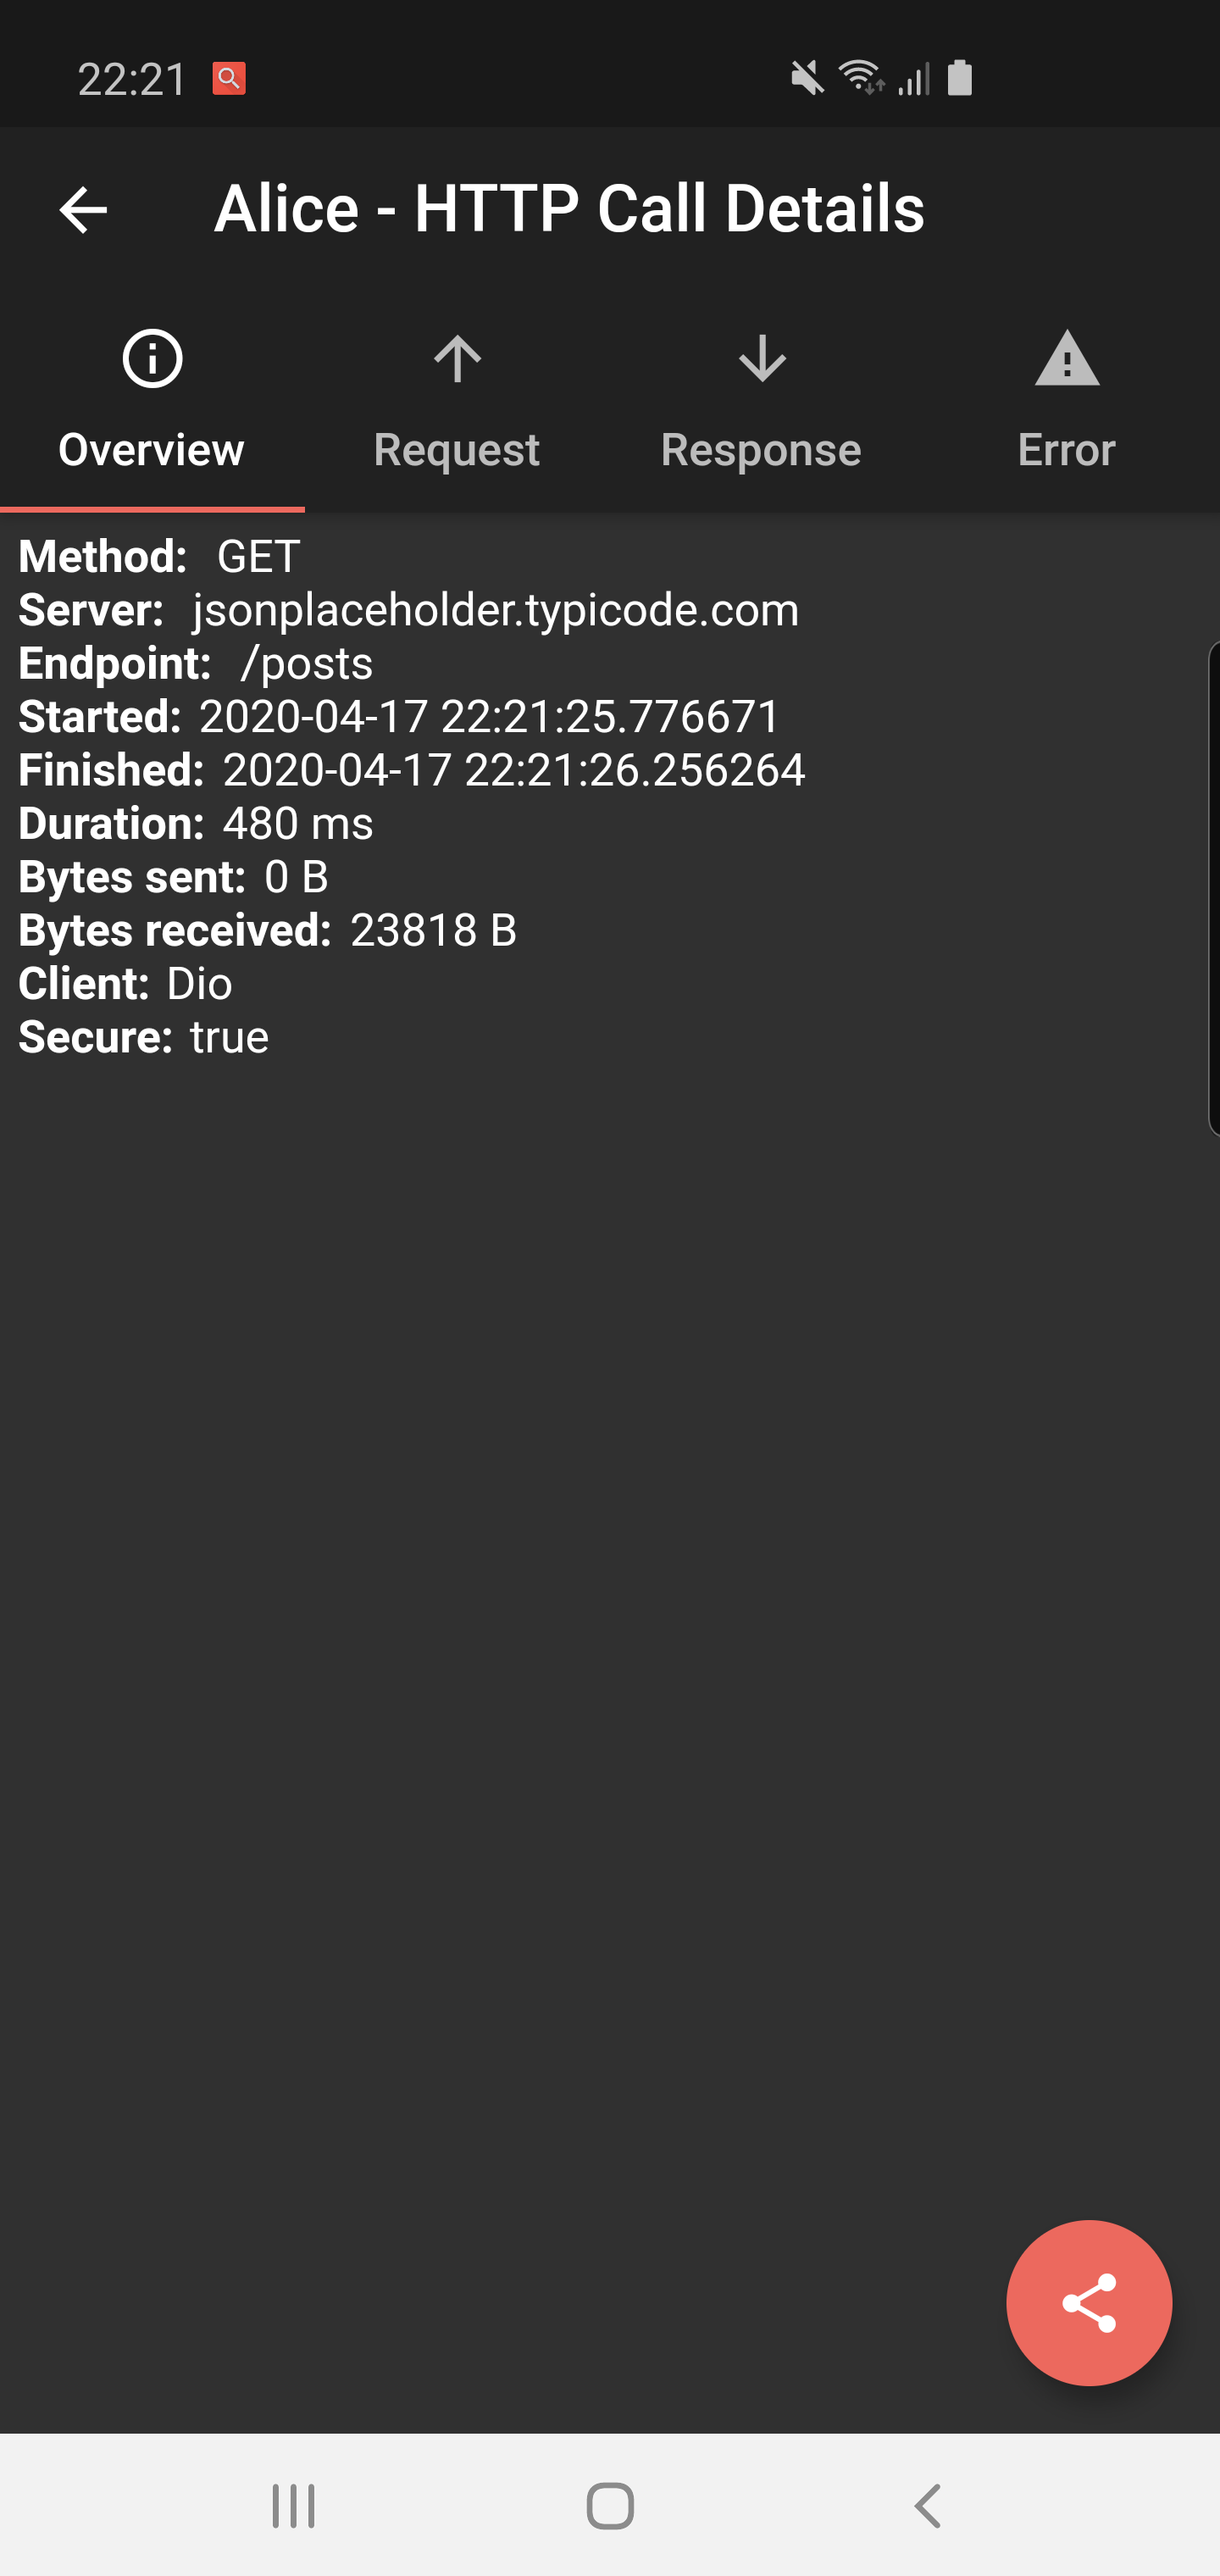 22:21
Alice - HTTP Call Details
Overview Request Response Error
Method: GET
Server: jsonplaceholder.typicode.com
Endpoint: /posts
Started: 2020-04-17 22:21:25.776671
Finished: 2020-04-17 22:21:26.256264
Duration: 480 ms
Bytes sent: 0 B
Bytes received: 23818 B
Client: Dio
Secure: true